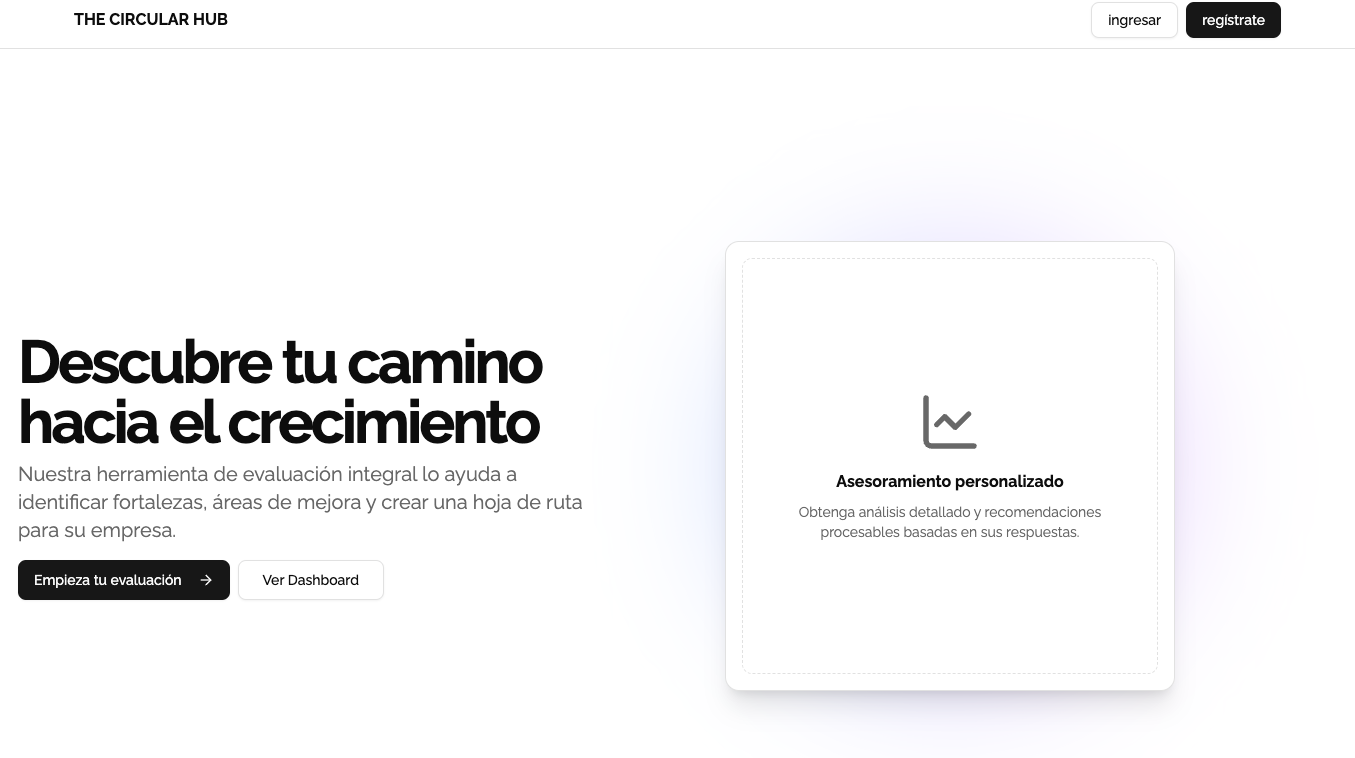 THE CIRCULAR HUB
ingresar
regístrate
Descubre tu camino
hacia el crecimiento
Nuestra herramienta de evaluación integral lo ayuda a
identificar fortalezas, áreas de mejora y crear una hoja de ruta
para su empresa.
Empieza tu evaluación
Ver Dashboard
Asesoramiento personalizado
Obtenga análisis detallado y recomendaciones
procesables basadas en sus respuestas.